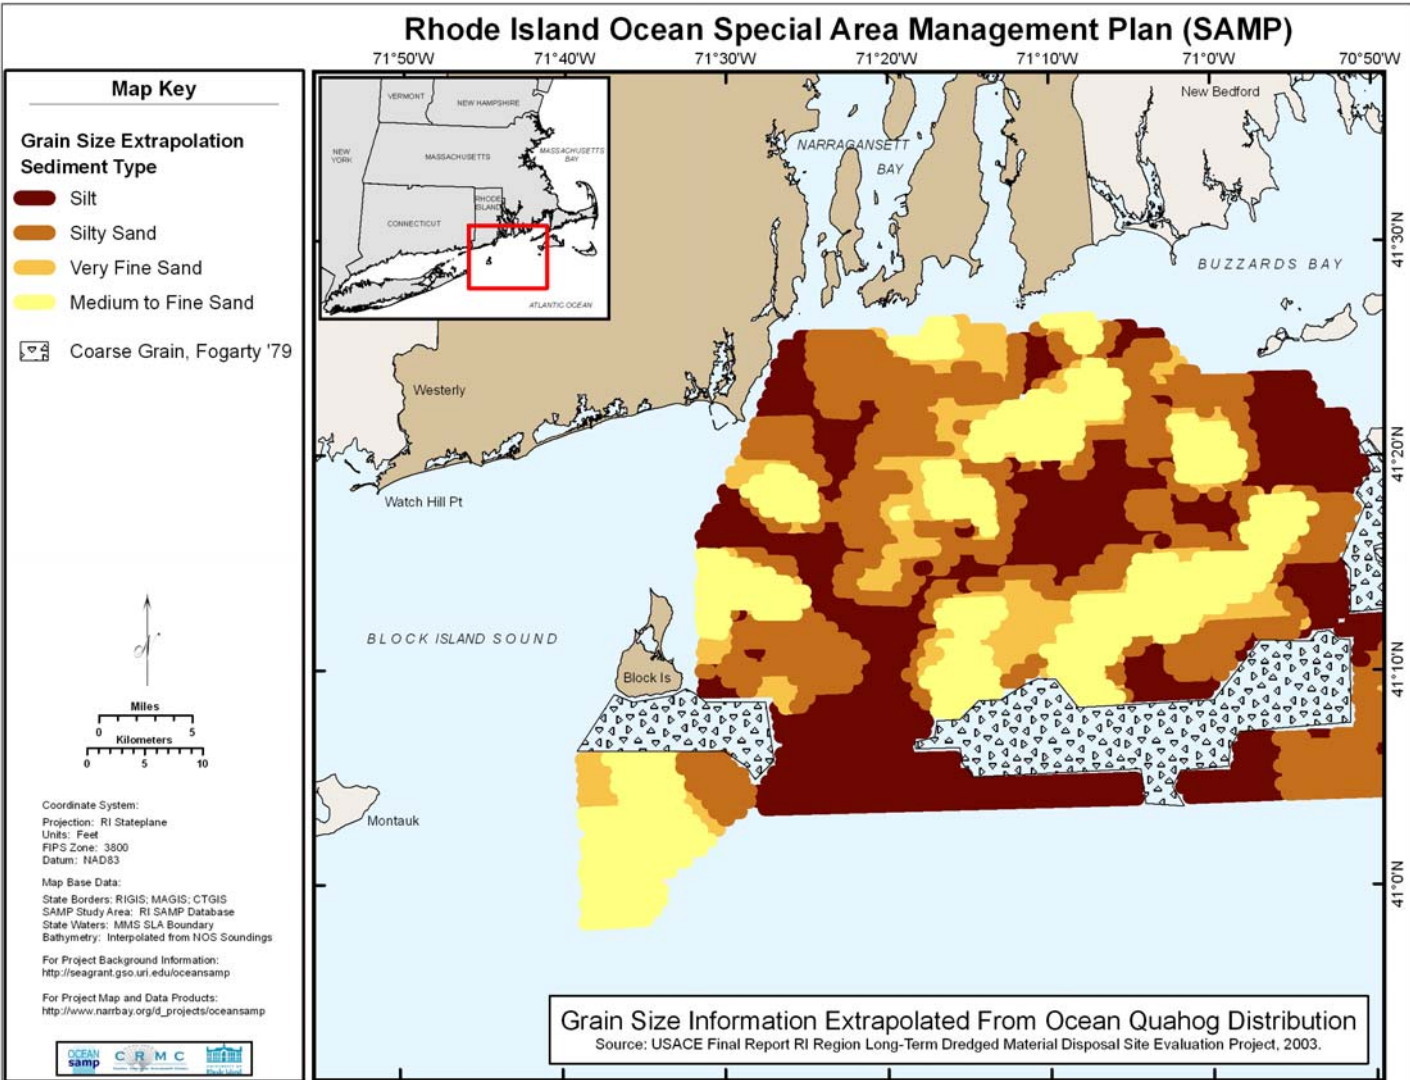 Rhode Island Ocean Special Area Management Plan (SAMP)
71°50'W 71°40'W 71°30'W 71°20'W 71°10'W 71°0'W 70°50'W
Map Key
Grain Size Extrapolation
Sediment Type
Silt
Silty Sand
Very Fine Sand
Medium to Fine Sand
Coarse Grain, Fogarty '79
N
Miles
0 5
Kilometers
0 5 10
Coordinate System:
Projection: RI Stateplane
Units: Feet
FIPS Zone: 3800
Datum: NAD83
Map Base Data:
State Borders: RIGIS; MAGIS; CTGIS
SAMP Study Area: RI SAMP Database
State Waters: MMS SLA Boundary
Bathymetry: Interpolated from NOS Soundings
For Project Background Information:
http://seagrant.gso.uri.edu/oceansamp
For Project Map and Data Products:
http://www.narrbay.org/d_projects/oceansamp
OCEAN
samp
CRMC
VERMONT
NEW HAMPSHIRE
NEW
YORK
MASSACHUSETTS
MASSACHUSETTS
BAY
RHODE
ISLAND
CONNECTICUT
ATLANTIC OCEAN
New Bedford
NARRAGANSETT
BAY
BUZZARDS BAY
Westerly
Watch Hill Pt
BLOCK ISLAND SOUND
Block Is
Montauk
41°30'N
41°20'N
41°10'N
41°0'N
Grain Size Information Extrapolated From Ocean Quahog Distribution
Source: USACE Final Report RI Region Long-Term Dredged Material Disposal Site Evaluation Project, 2003.